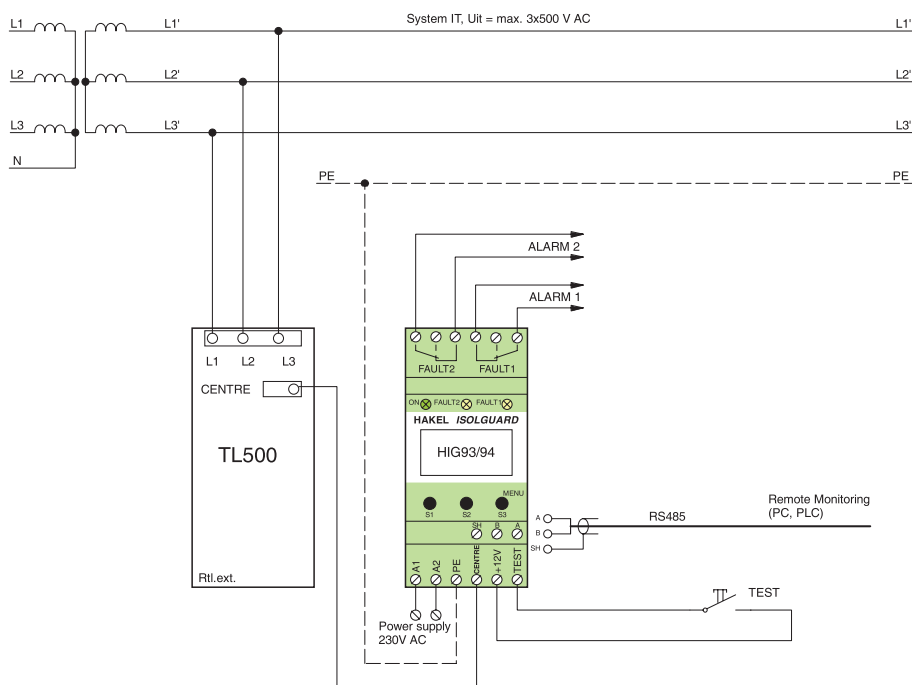 System IT, Uit = max. 3x500 V AC
L1 L1' L1'
L2 L2' L2'
L3 L3' L3'
N
PE PE
ALARM 2
ALARM 1
L1 L2 L3
CENTRE
TL500
Rtl.ext.
FAULT2 FAULT1
ON FAULT2 FAULT1
HAKEL ISOLGUARD
HIG93/94
MENU
S1 S2 S3
SH B A
A1 A2 PE CENTRE +12V TEST
A
B
SH
RS485
Remote Monitoring
(PC, PLC)
TEST
Power supply
230V AC